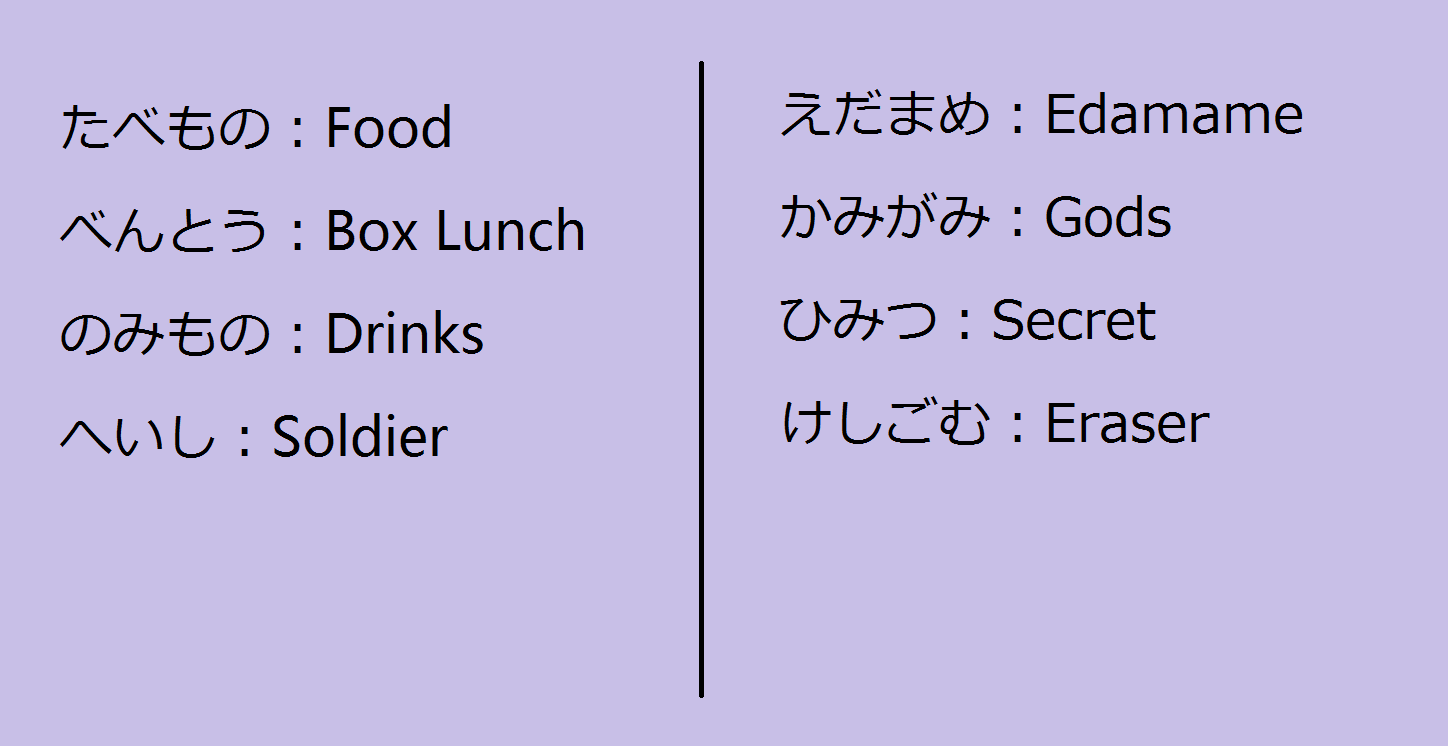 たべもの：Food
べんとう：Box Lunch
のみもの：Drinks
へいし：Soldier
えだまめ：Edamame
かみがみ：Gods
ひみつ：Secret
けしごむ：Eraser